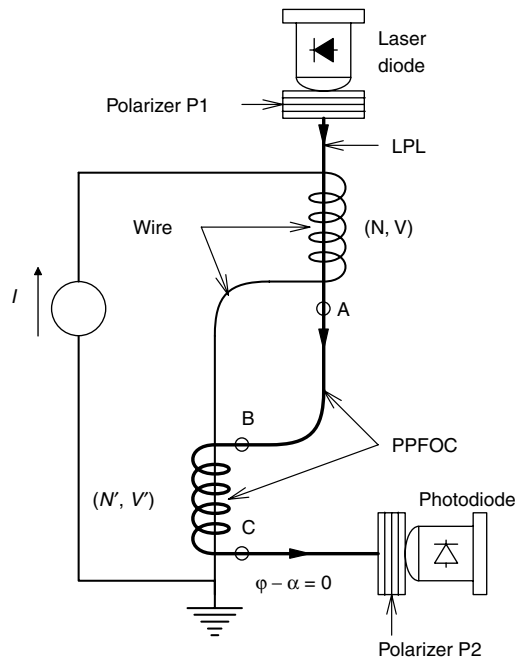 Laser
diode
Polarizer P1
LPL
Wire
(N, V)
I
A
B
PPFOC
(N′, V′)
Photodiode
C
φ – α = 0
Polarizer P2